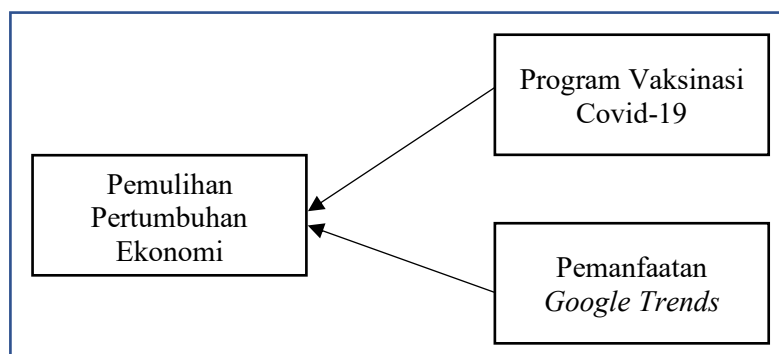 Program Vaksinasi
Covid-19
Pemulihan
Pertumbuhan
Ekonomi
Pemanfaatan
Google Trends